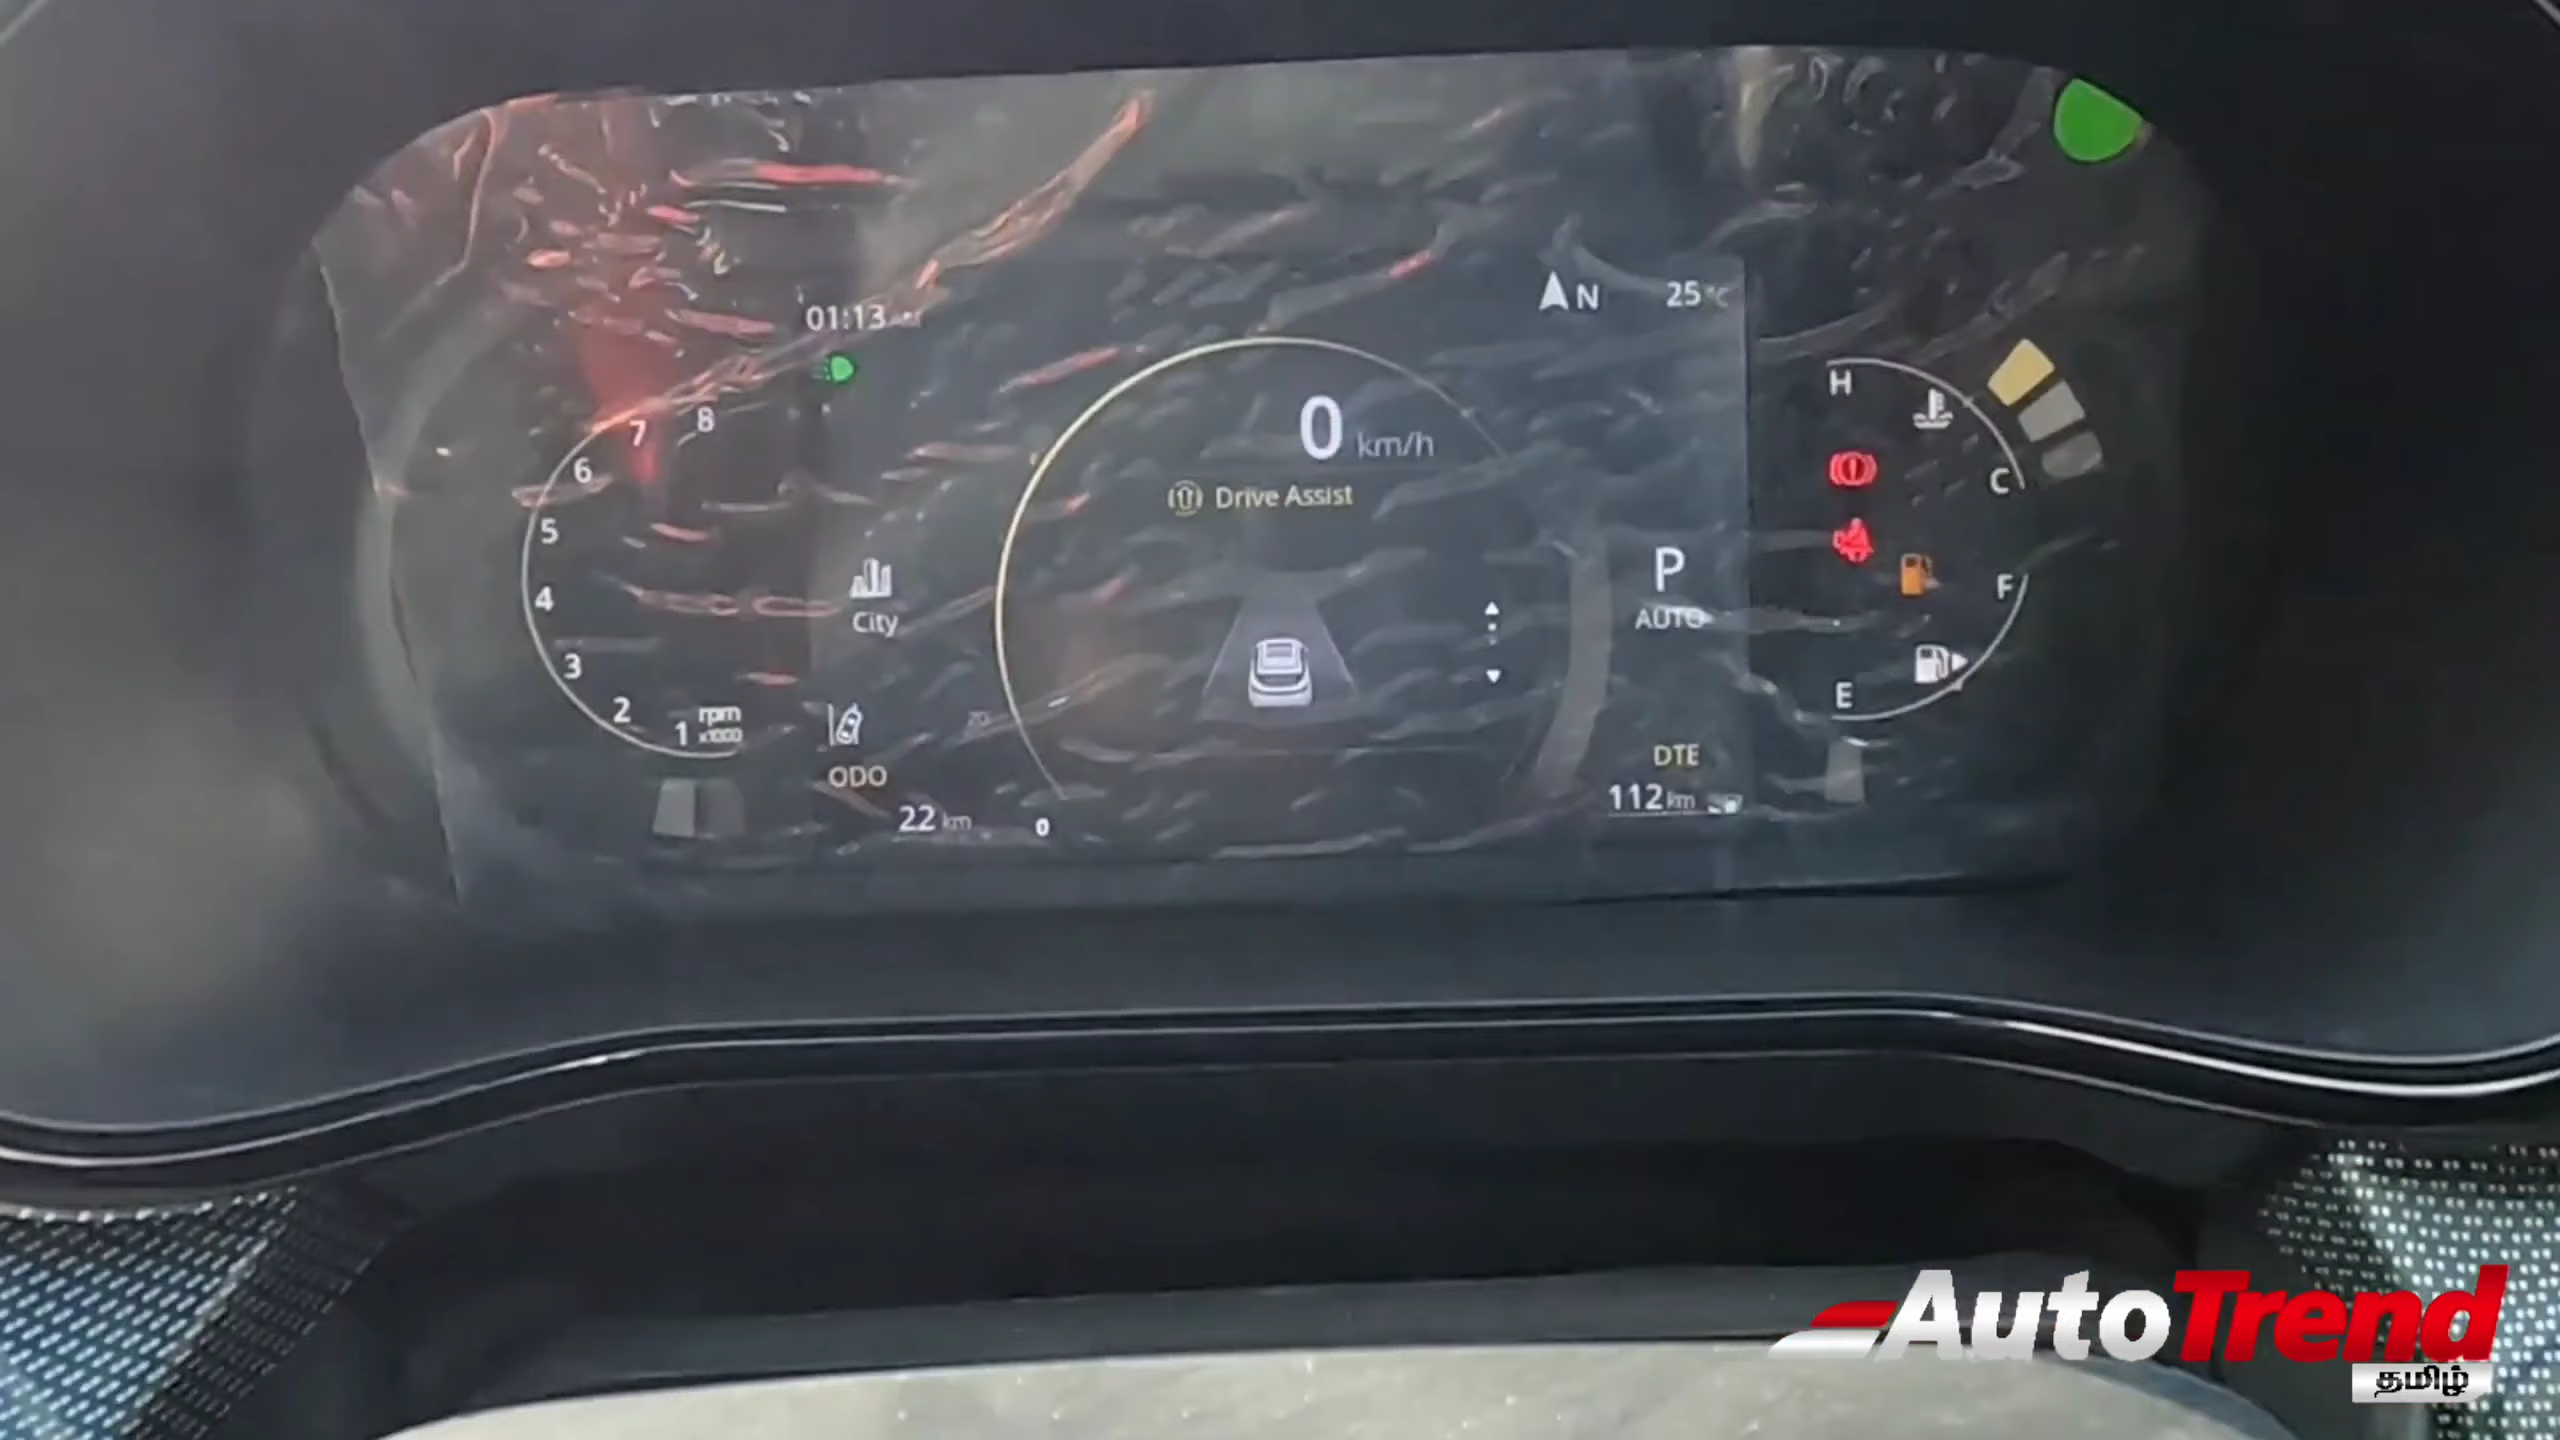 01:13
N
25 °C
0 km/h
Drive Assist
8
7
6
5
4
3
2
1
rpm
x1000
City
P
AUTO
H
C
F
E
ODO
22 km
20
0
DTE
112 km
AutoTrend
தமிழ்